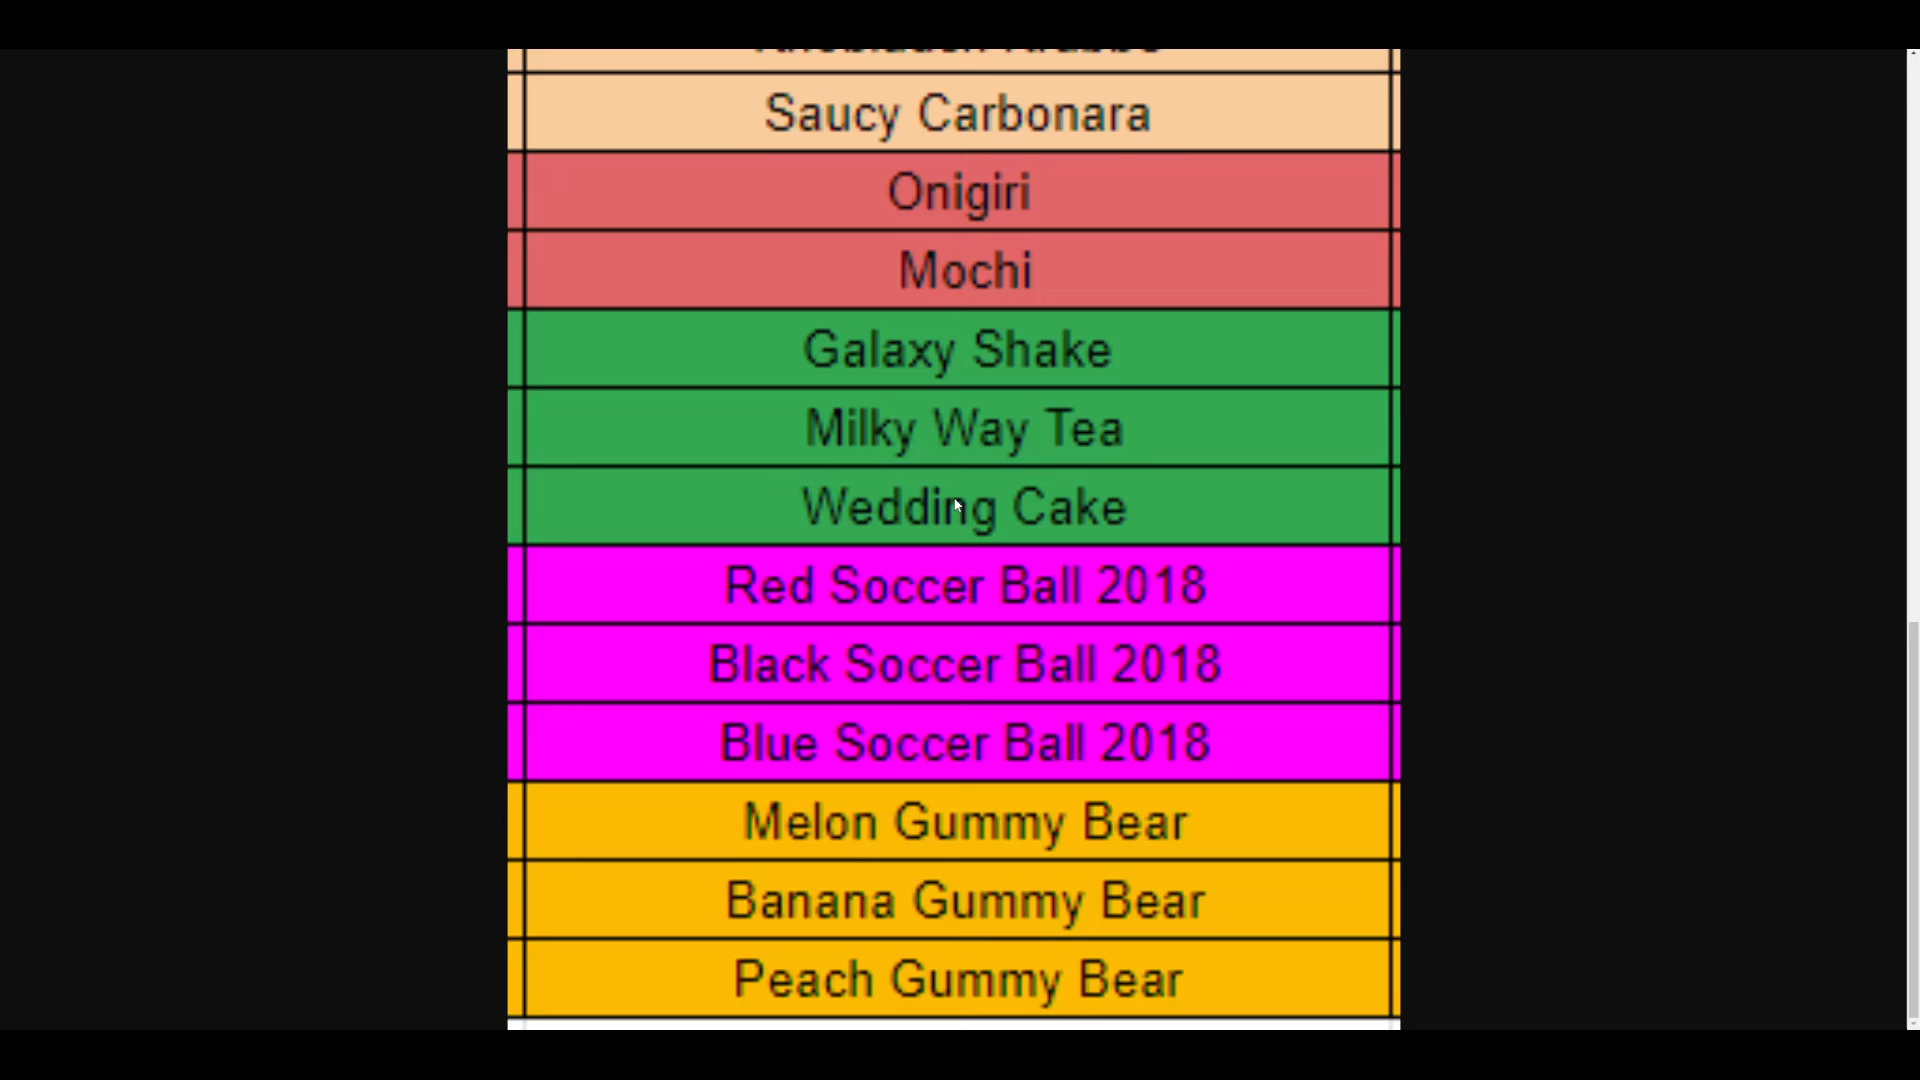 Saucy Carbonara
Onigiri
Mochi
Galaxy Shake
Milky Way Tea
Wedding Cake
Red Soccer Ball 2018
Black Soccer Ball 2018
Blue Soccer Ball 2018
Melon Gummy Bear
Banana Gummy Bear
Peach Gummy Bear